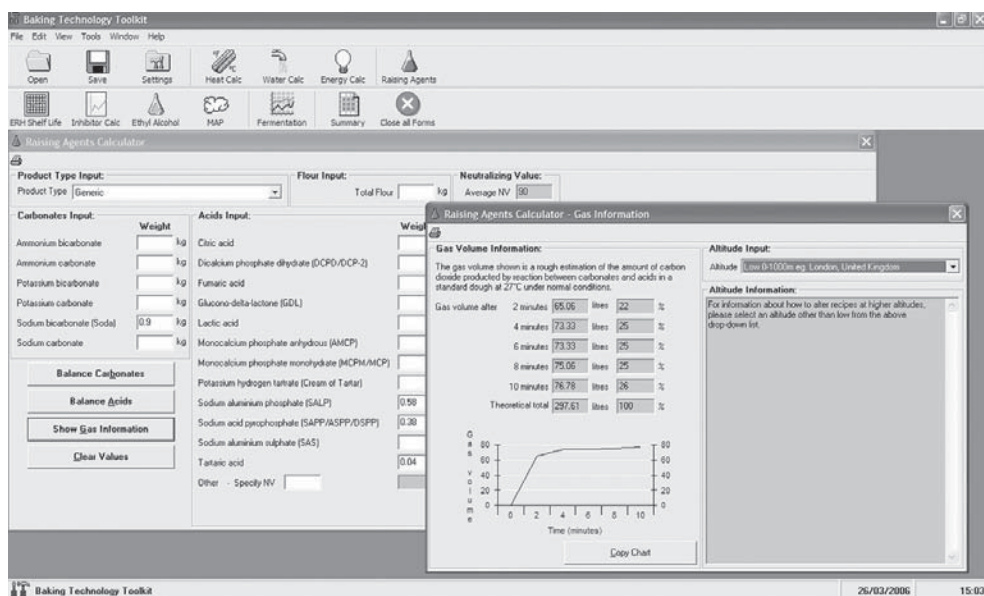 Baking Technology Toolkit
File Edit View Tools Window Help
Open Save Settings Heat Calc Water Calc Energy Calc Raising Agents
ERH Shelf Life Inhibitor Calc Ethyl Alcohol MAP Fermentation Summary Close all Forms
Raising Agents Calculator
Product Type Input: Flour Input: Neutralizing Value:
Product Type Generic Total Flour kg Average NV 90
Carbonates Input:
Weight
Ammonium bicarbonate kg
Ammonium carbonate kg
Potassium bicarbonate kg
Potassium carbonate kg
Sodium bicarbonate (Soda) 0.9 kg
Sodium carbonate kg
Balance Carbonates
Balance Acids
Show Gas Information
Clear Values
Acids Input:
Weigh
Citric acid
Dicalcium phosphate dihydrate (DCPD/DCP-2)
Fumaric acid
Glucono-delta-lactone (GDL)
Lactic acid
Monocalcium phosphate anhydrous (AMCP)
Monocalcium phosphate monohydrate (MCPM/MCP)
Potassium hydrogen tartrate (Cream of Tartar)
Sodium aluminium phosphate (SALP) 0.58
Sodium acid pyrophosphate (SAPP/ASPP/DSPP) 0.38
Sodium aluminium sulphate (SAS)
Tartaric acid 0.04
Other - Specify NV
Raising Agents Calculator - Gas Information
Gas Volume Information:
The gas volume shown is a rough estimation of the amount of carbon
dioxide producted by reaction between carbonates and acids in a
standard dough at 27°C under normal conditions.
Gas volume after 2 minutes 65.06 litres 22 %
4 minutes 73.33 litres 25 %
6 minutes 73.33 litres 25 %
8 minutes 75.06 litres 25 %
10 minutes 76.78 litres 26 %
Theoretical total 297.61 litres 100 %
Gas volume
80 80
60 60
40 40
20 20
0 0
0 2 4 6 8 10
Time (minutes)
Copy Chart
Altitude Input:
Altitude Low 0-1000m eg. London, United Kingdom
Altitude Information:
For information about how to alter recipes at higher altitudes,
please select an altitude other than low from the above
drop-down list.
Baking Technology Toolkit 26/03/2006 15:03